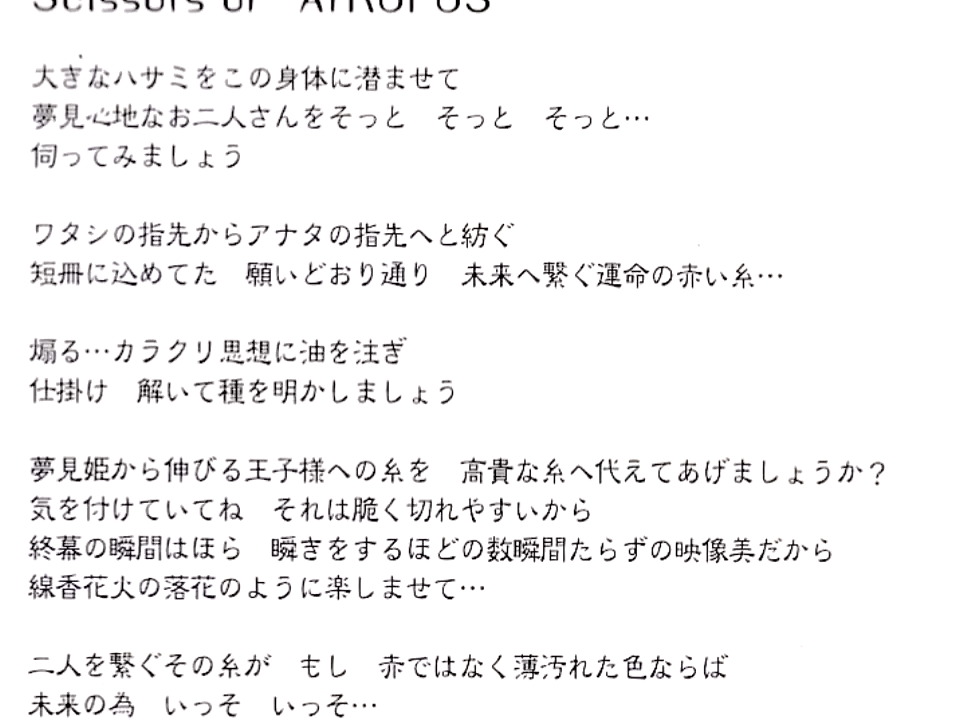 Scissors of "ATROPOS"
大きなハサミをこの身体に潜ませて
夢見心地なお二人さんをそっと　そっと　そっと…
伺ってみましょう
ワタシの指先からアナタの指先へと紡ぐ
短冊に込めてた　願いどおり通り　未来へ繋ぐ運命の赤い糸…
煽る…カラクリ思想に油を注ぎ
仕掛け　解いて種を明かしましょう
夢見姫から伸びる王子様への糸を　高貴な糸へ代えてあげましょうか？
気を付けていてね　それは脆く切れやすいから
終幕の瞬間はほら　瞬きをするほどの数瞬間たらずの映像美だから
線香花火の落花のように楽しませて…
二人を繋ぐその糸が　もし　赤ではなく薄汚れた色ならば
未来の為　いっそ　いっそ…